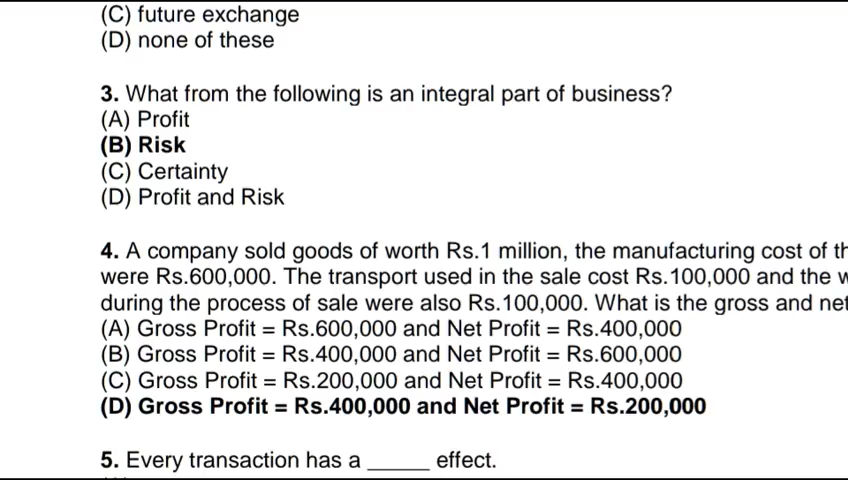 (C) future exchange
(D) none of these
3. What from the following is an integral part of business?
(A) Profit
(B) Risk
(C) Certainty
(D) Profit and Risk
4. A company sold goods of worth Rs.1 million, the manufacturing cost of
were Rs.600,000. The transport used in the sale cost Rs.100,000 and the
during the process of sale were also Rs.100,000. What is the gross and
(A) Gross Profit = Rs.600,000 and Net Profit = Rs.400,000
(B) Gross Profit = Rs.400,000 and Net Profit = Rs.600,000
(C) Gross Profit = Rs.200,000 and Net Profit = Rs.400,000
(D) Gross Profit = Rs.400,000 and Net Profit = Rs.200,000
5. Every transaction has a _____ effect.